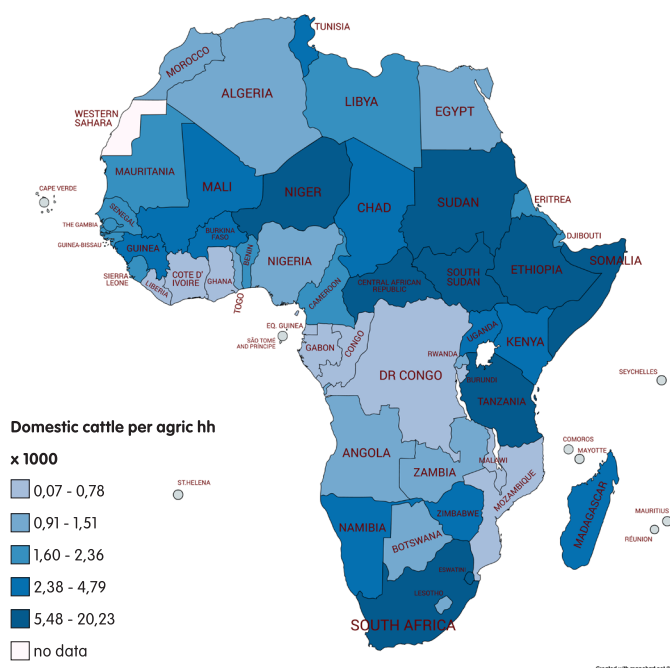 TUNISIA
MOROCCO
ALGERIA
LIBYA
EGYPT
WESTERN
SAHARA
MAURITANIA
MALI
NIGER
CHAD
SUDAN
ERITREA
CAPE VERDE
SENEGAL
THE GAMBIA
GUINEA-BISSAU
GUINEA
BURKINA
FASO
BENIN
NIGERIA
DJIBOUTI
SOMALIA
ETHIOPIA
SOUTH
SUDAN
CENTRAL AFRICAN
REPUBLIC
SIERRA
LEONE
LIBERIA
COTE D'
IVOIRE
GHANA
TOGO
CAMEROON
EQ. GUINEA
SÃO TOMÉ
AND PRINCIPE
GABON
CONGO
DR CONGO
UGANDA
KENYA
RWANDA
BURUNDI
TANZANIA
SEYCHELLES
Domestic cattle per agric hh
x 1000
0,07 - 0,78
0,91 - 1,51
1,60 - 2,36
2,38 - 4,79
5,48 - 20,23
no data
ST.HELENA
ANGOLA
ZAMBIA
MALAWI
MOZAMBIQUE
COMOROS
MAYOTTE
MADAGASCAR
MAURITIUS
RÉUNION
NAMIBIA
ZIMBABWE
BOTSWANA
ESWATINI
LESOTHO
SOUTH AFRICA